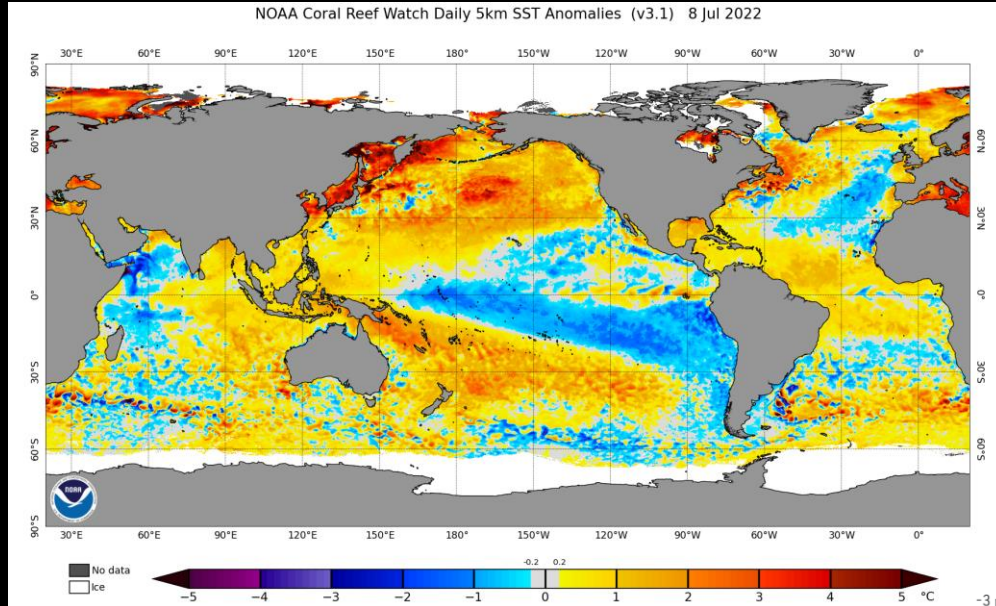 NOAA Coral Reef Watch Daily 5km SST Anomalies (v3.1) 8 Jul 2022
30°E 60°E 90°E 120°E 150°E 180° 150°W 120°W 90°W 60°W 30°W 0°
90°N 90°N
60°N 60°N
30°N 30°N
0° 0°
30°S 30°S
60°S 60°S
90°S 90°S
NOAA
30°E 60°E 90°E 120°E 150°E 180° 150°W 120°W 90°W 60°W 30°W 0°
No data
Ice
-0.2 0.2
−5 −4 −3 −2 −1 0 1 2 3 4 5 °C
-3